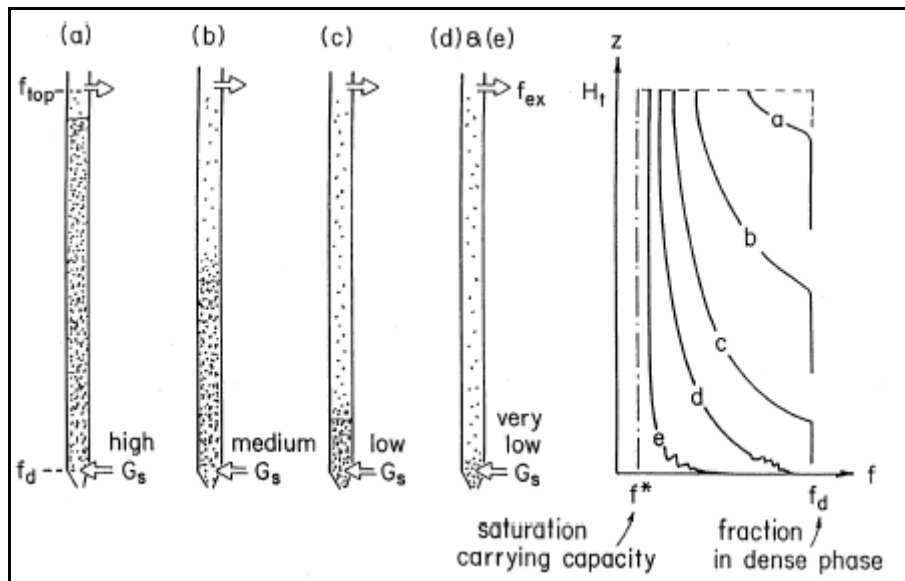 (a)
(b)
(c)
(d)&(e)
z
f_top
f_ex
H_t
a
b
c
d
e
high
medium
low
very
low
f_d
G_s
G_s
G_s
G_s
f
f*
f_d
saturation
carrying capacity
fraction
in dense phase